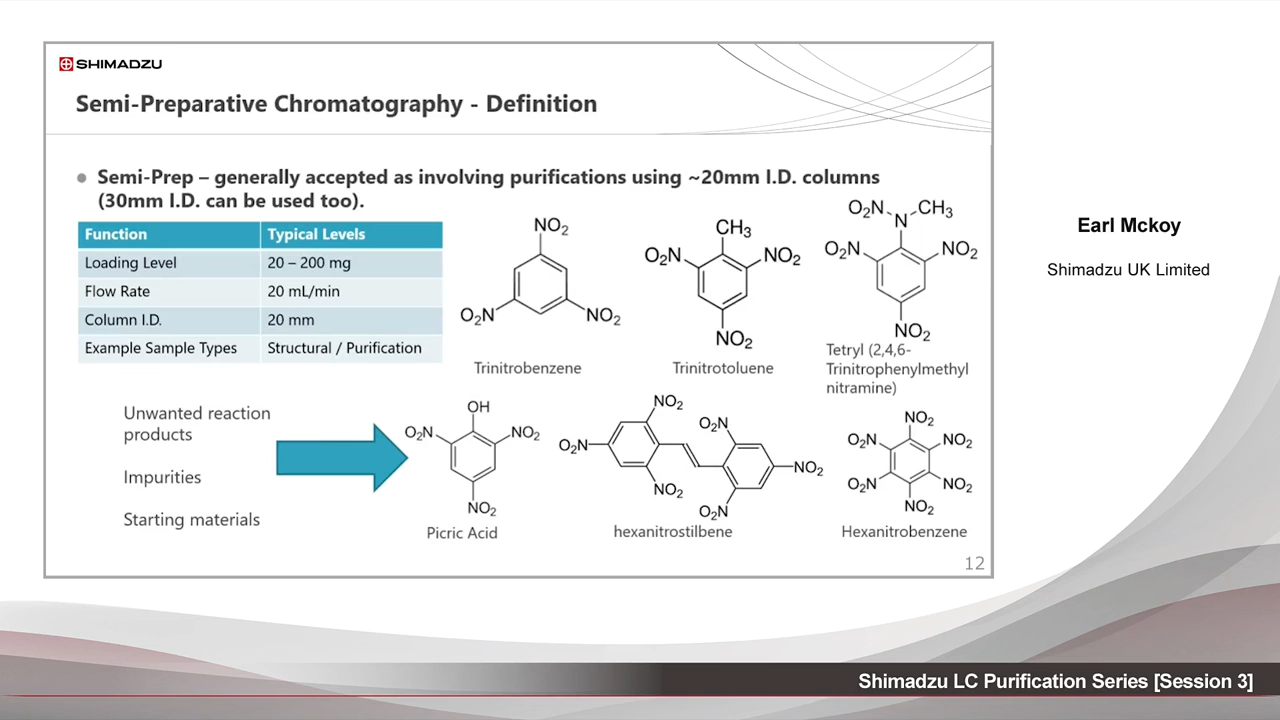 SHIMADZU
Semi-Preparative Chromatography - Definition
Semi-Prep – generally accepted as involving purifications using ~20mm I.D. columns
(30mm I.D. can be used too).
Function Typical Levels
Loading Level 20 – 200 mg
Flow Rate 20 mL/min
Column I.D. 20 mm
Example Sample Types Structural / Purification
NO₂
O₂N NO₂
Trinitrobenzene
CH₃
O₂N NO₂
NO₂
Trinitrotoluene
O₂N N CH₃
O₂N NO₂
NO₂
Tetryl (2,4,6-
Trinitrophenylmethyl
nitramine)
Unwanted reaction
products
Impurities
Starting materials
OH
O₂N NO₂
NO₂
Picric Acid
NO₂
O₂N O₂N
NO₂ NO₂
O₂N
hexanitrostilbene
NO₂
O₂N NO₂
O₂N NO₂
NO₂
Hexanitrobenzene
12
Earl Mckoy
Shimadzu UK Limited
Shimadzu LC Purification Series [Session 3]